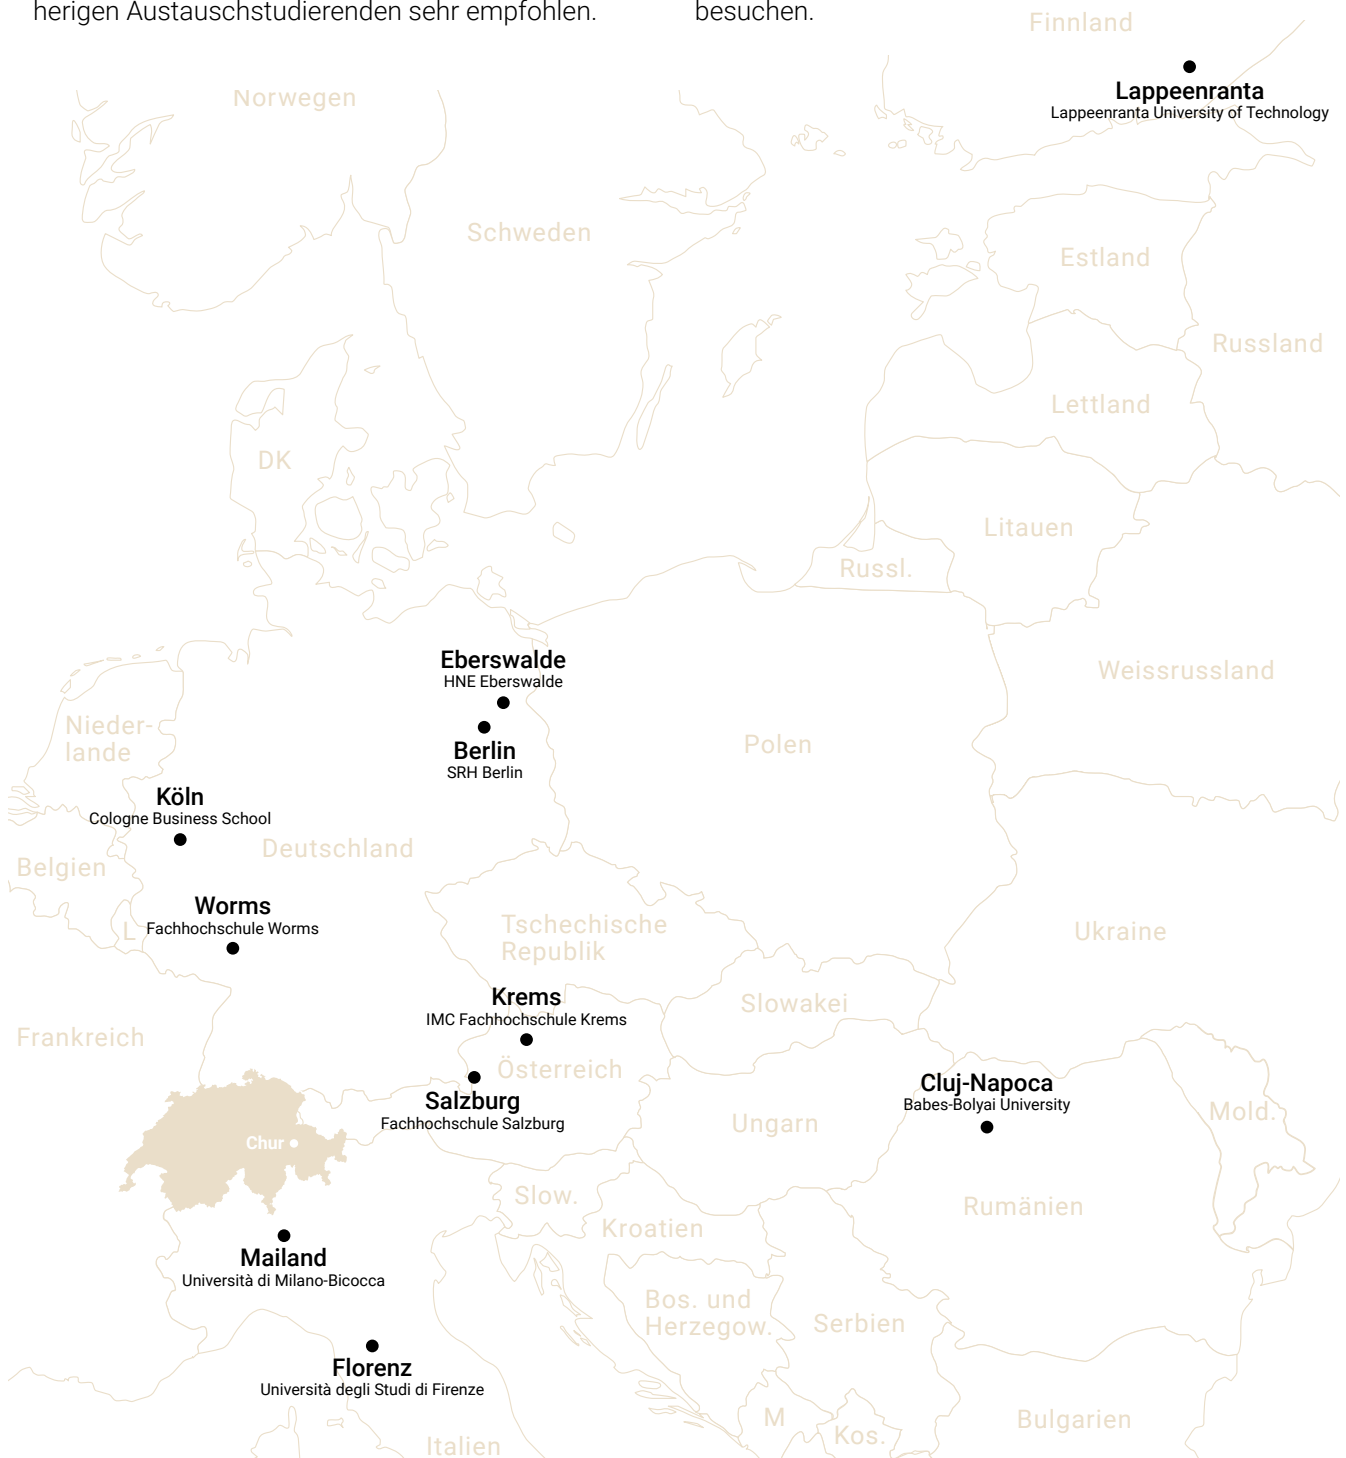 herigen Austauschstudierenden sehr empfohlen.
besuchen.
Finnland
Lappeenranta
Lappeenranta University of Technology
Norwegen
Schweden
Estland
Russland
Lettland
DK
Litauen
Russl.
Eberswalde
HNE Eberswalde
Weissrussland
Nieder-
lande
Polen
Berlin
SRH Berlin
Köln
Cologne Business School
Deutschland
Belgien
Worms
Fachhochschule Worms
L
Tschechische
Republik
Ukraine
Krems
IMC Fachhochschule Krems
Slowakei
Frankreich
Österreich
Cluj-Napoca
Babes-Bolyai University
Salzburg
Fachhochschule Salzburg
Ungarn
Mold.
Chur
Slow.
Rumänien
Kroatien
Mailand
Università di Milano-Bicocca
Bos. und
Herzegow.
Serbien
Florenz
Università degli Studi di Firenze
M
Kos.
Bulgarien
Italien